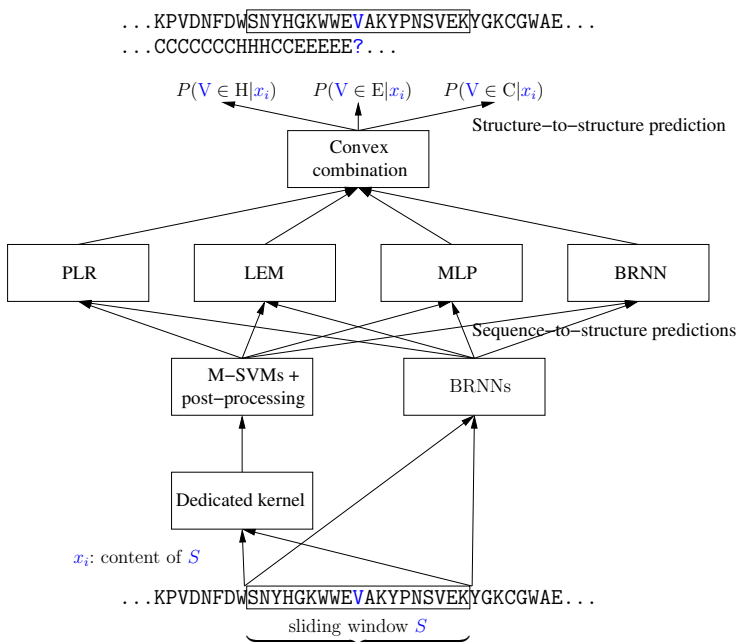 ...KPVDNFDWSNYHGKWWEVAKYPNSVEKYGKCGWAE...
...CCCCCCCHHHCCEEEEE?...
P(V ∈ H|xᵢ) P(V ∈ E|xᵢ) P(V ∈ C|xᵢ)
Structure−to−structure prediction
Convex
combination
PLR LEM MLP BRNN
Sequence−to−structure predictions
M−SVMs +
post−processing
BRNNs
Dedicated kernel
xᵢ: content of S
...KPVDNFDWSNYHGKWWEVAKYPNSVEKYGKCGWAE...
sliding window S